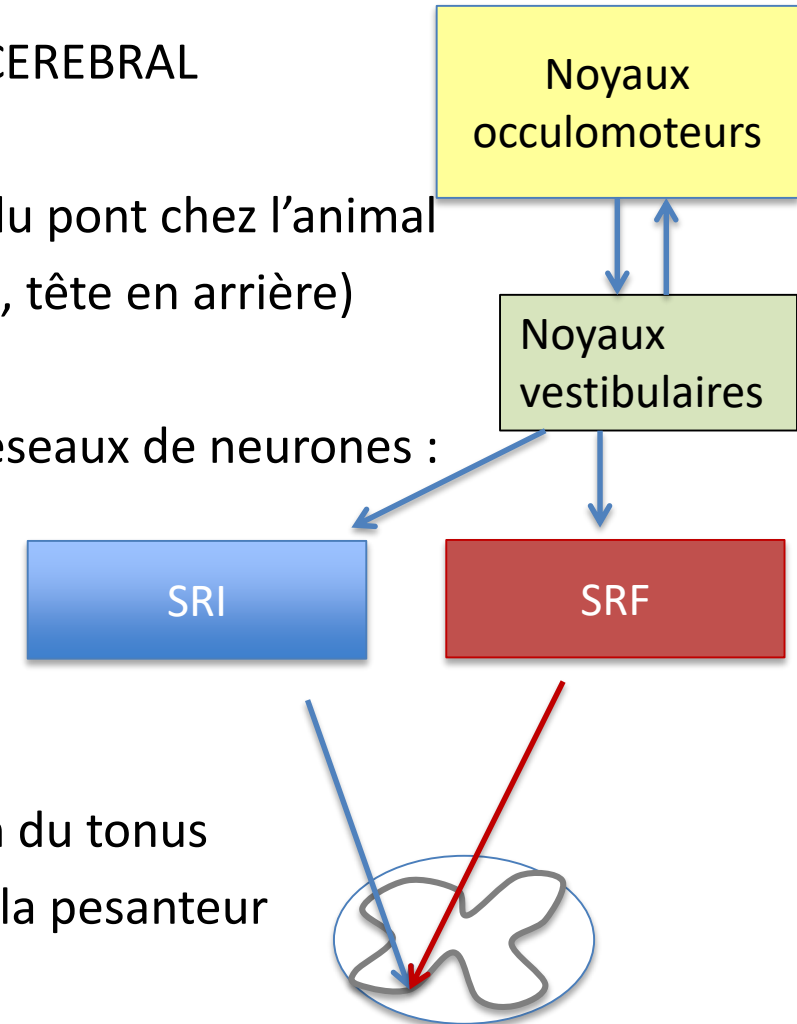 CEREBRAL
Noyaux
occulomoteurs
du pont chez l’animal
, tête en arrière)
Noyaux
vestibulaires
éseaux de neurones :
SRI
SRF
du tonus
la pesanteur